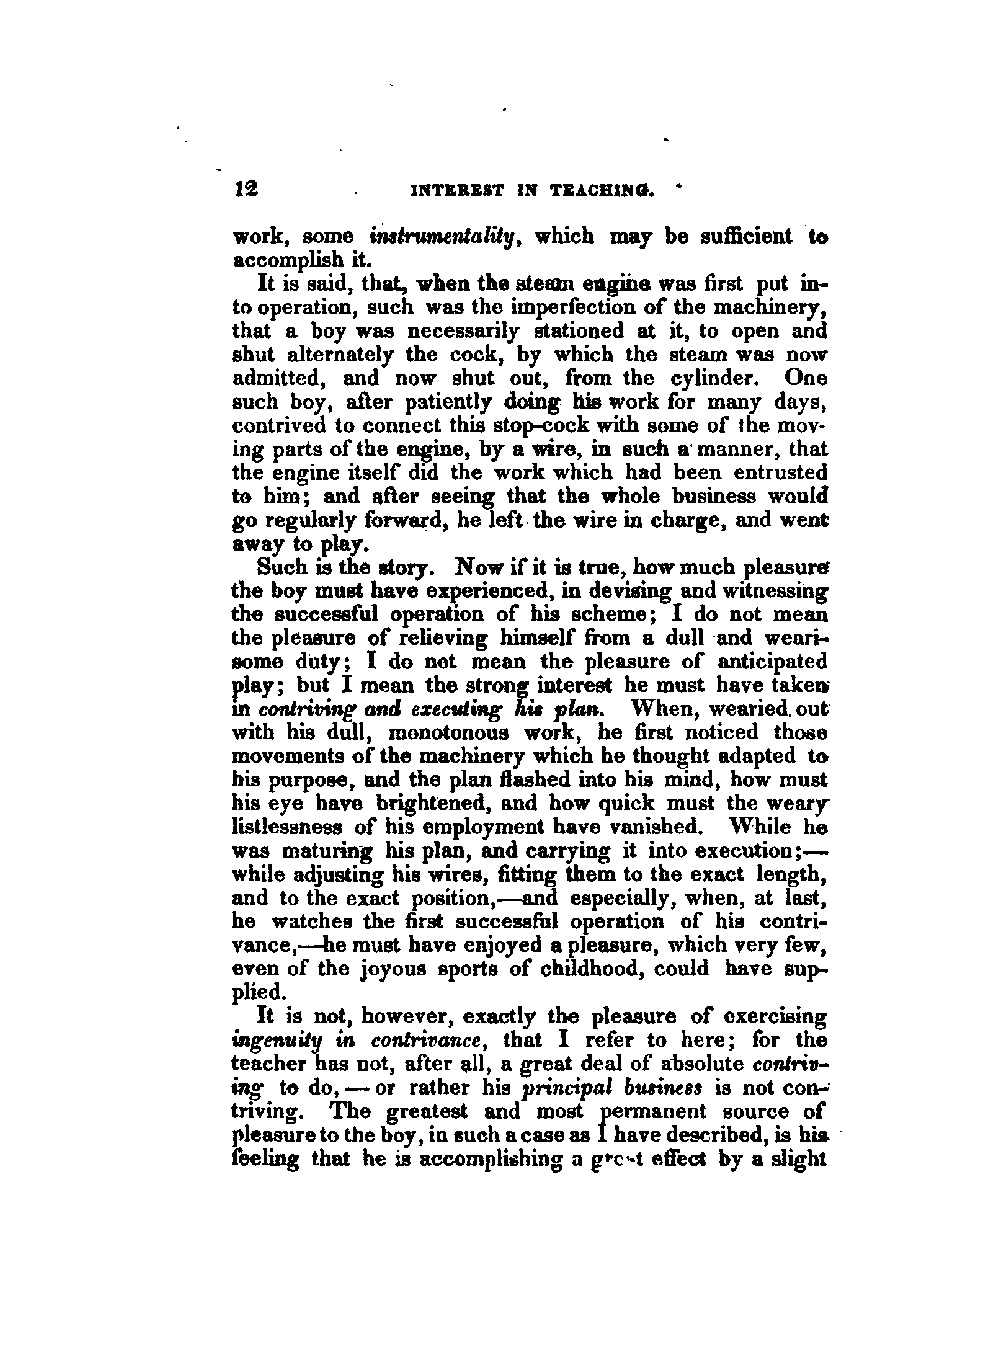 12 INTEREST IN TEACHING.
work, some instrumentality, which may be sufficient to
accomplish it.
It is said, that, when the steam engine was first put in-
to operation, such was the imperfection of the machinery,
that a boy was necessarily stationed at it, to open and
shut alternately the cock, by which the steam was now
admitted, and now shut out, from the cylinder. One
such boy, after patiently doing his work for many days,
contrived to connect this stop-cock with some of the mov-
ing parts of the engine, by a wire, in such a manner, that
the engine itself did the work which had been entrusted
to him; and after seeing that the whole business would
go regularly forward, he left the wire in charge, and went
away to play.
Such is the story. Now if it is true, how much pleasure
the boy must have experienced, in devising and witnessing
the successful operation of his scheme; I do not mean
the pleasure of relieving himself from a dull and weari-
some duty; I do not mean the pleasure of anticipated
play; but I mean the strong interest he must have taken
in contriving and executing his plan. When, wearied out
with his dull, monotonous work, he first noticed those
movements of the machinery which he thought adapted to
his purpose, and the plan flashed into his mind, how must
his eye have brightened, and how quick must the weary
listlessness of his employment have vanished. While he
was maturing his plan, and carrying it into execution;—
while adjusting his wires, fitting them to the exact length,
and to the exact position,—and especially, when, at last,
he watches the first successful operation of his contri-
vance,—he must have enjoyed a pleasure, which very few,
even of the joyous sports of childhood, could have sup-
plied.
It is not, however, exactly the pleasure of exercising
ingenuity in contrivance, that I refer to here; for the
teacher has not, after all, a great deal of absolute contriv-
ing to do,—or rather his principal business is not con-
triving. The greatest and most permanent source of
pleasure to the boy, in such a case as I have described, is his
feeling that he is accomplishing a great effect by a slight